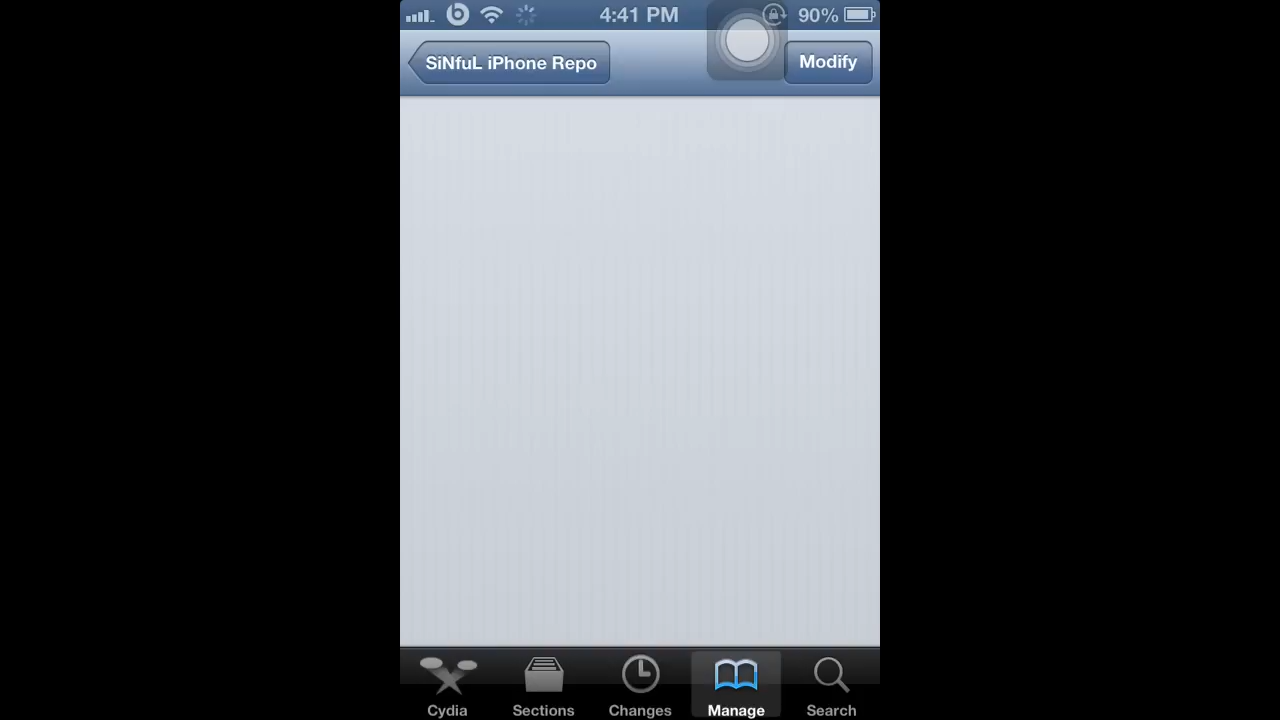 4:41 PM
90%
SiNfuL iPhone Repo
Modify
Cydia
Sections
Changes
Manage
Search